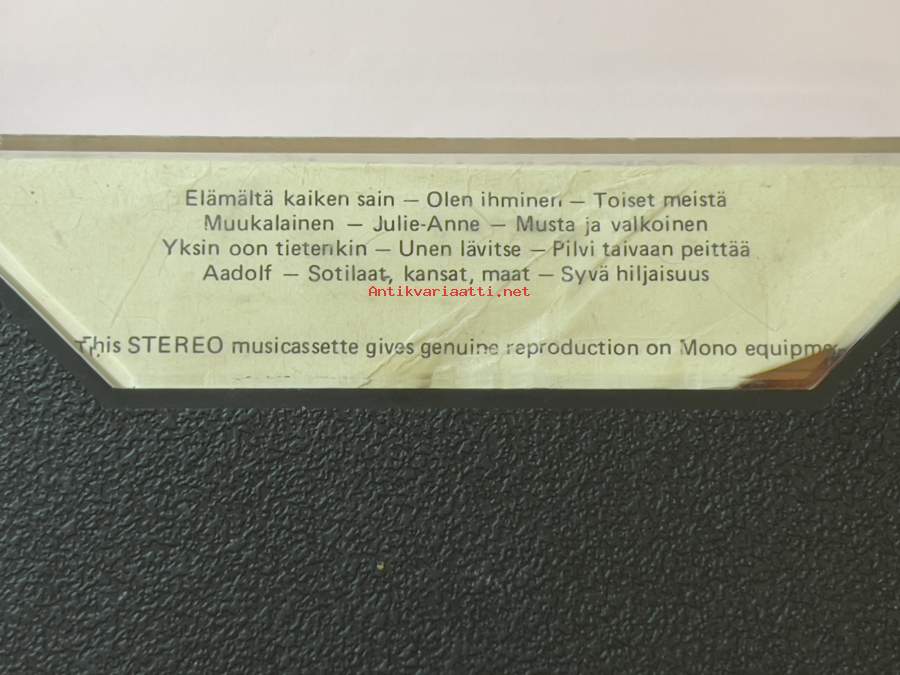 Elämältä kaiken sain – Olen ihminen – Toiset meistä
Muukalainen – Julie-Anne – Musta ja valkoinen
Yksin oon tietenkin – Unen lävitse – Pilvi taivaan peittää
Aadolf – Sotilaat, kansat, maat – Syvä hiljaisuus
Antikvariaatti.net
This STEREO musicassette gives genuine reproduction on Mono equipme